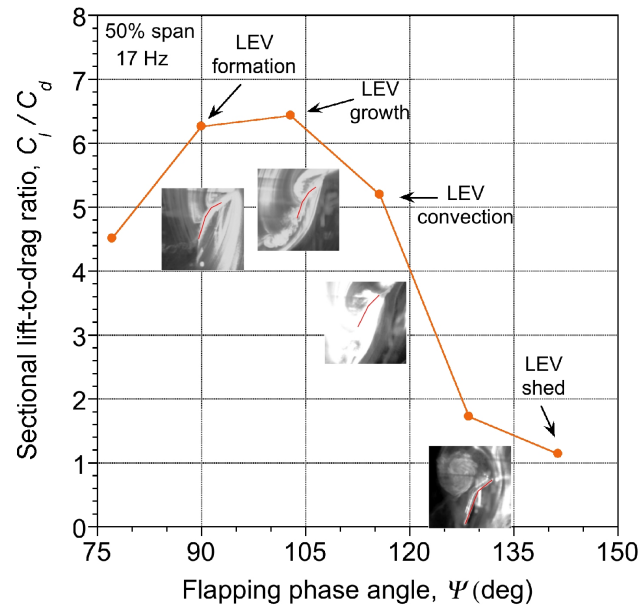 50% span
17 Hz
LEV
formation
LEV
growth
LEV
convection
LEV
shed
Sectional lift-to-drag ratio, C_l / C_d
8
7
6
5
4
3
2
1
0
75
90
105
120
135
150
Flapping phase angle, Ψ (deg)